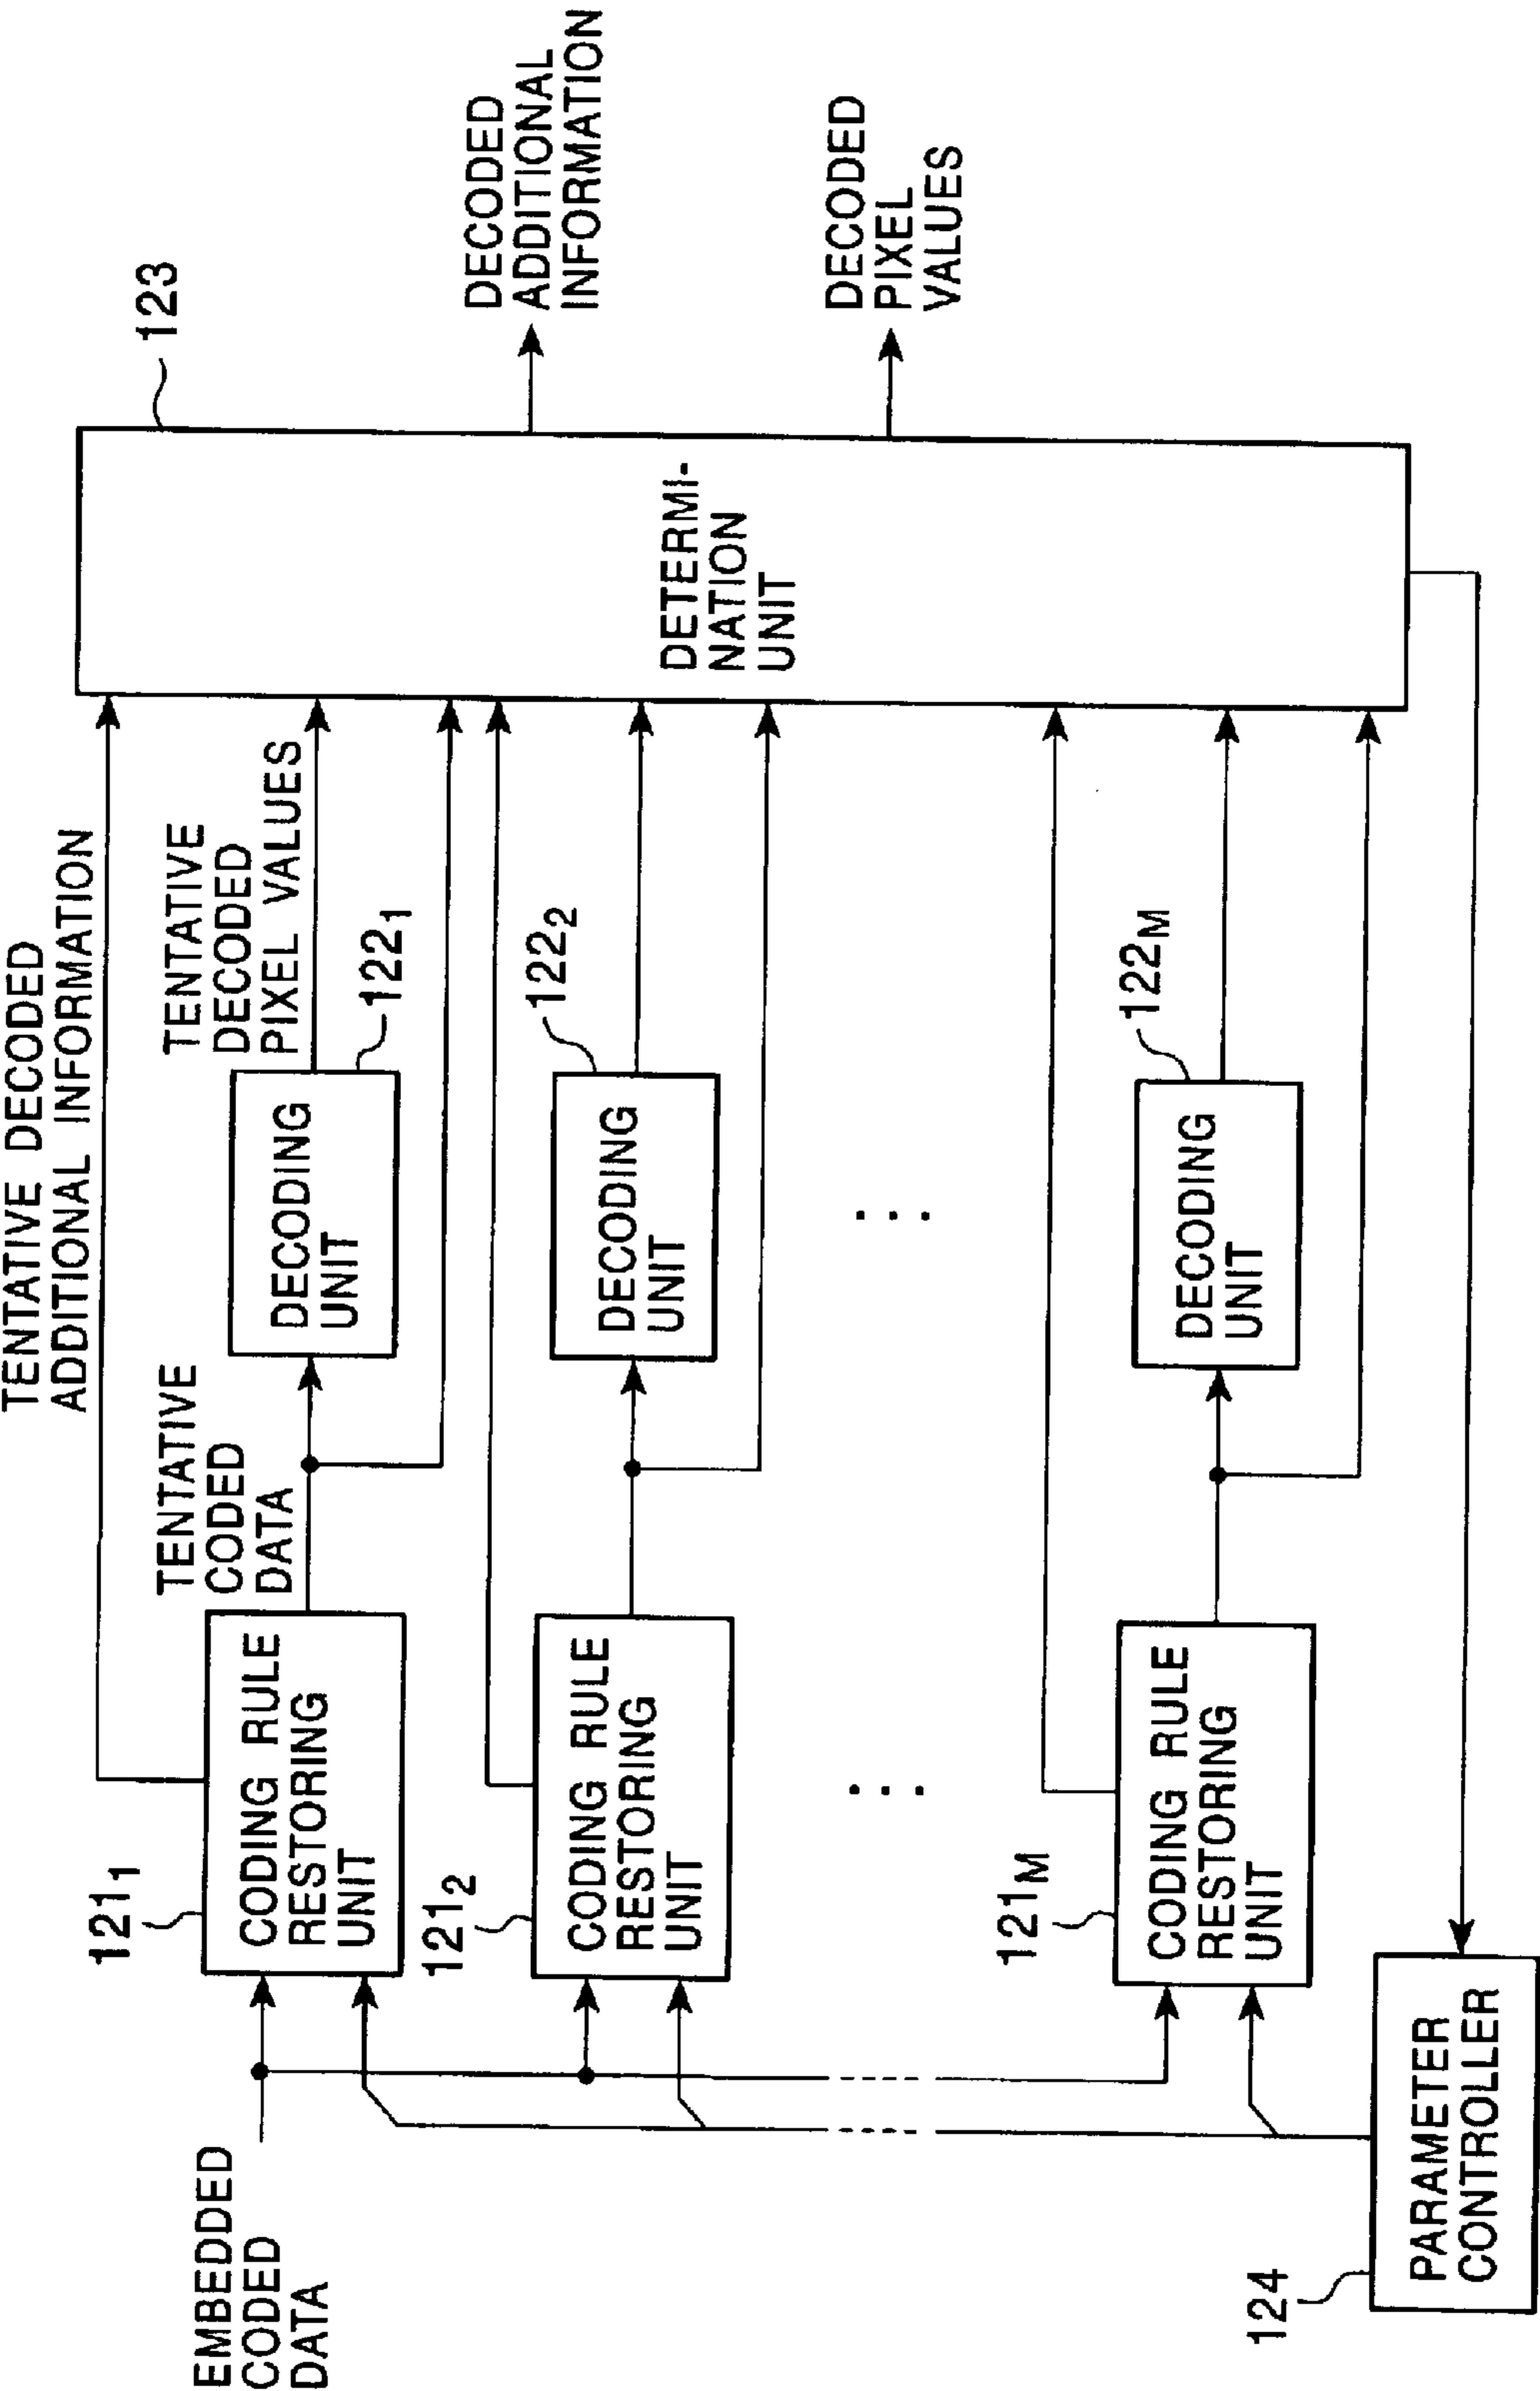 TENTATIVE DECODED
ADDITIONAL INFORMATION
121₁
CODING RULE
RESTORING
UNIT
TENTATIVE
CODED
DATA
DECODING
UNIT
TENTATIVE
DECODED
PIXEL VALUES
122₁
123
EMBEDDED
CODED
DATA
121₂
CODING RULE
RESTORING
UNIT
DECODING
UNIT
122₂
DETERMI-
NATION
UNIT
DECODED
ADDITIONAL
INFORMATION
DECODED
PIXEL
VALUES
...
...
121M
CODING RULE
RESTORING
UNIT
DECODING
UNIT
122M
124
PARAMETER
CONTROLLER